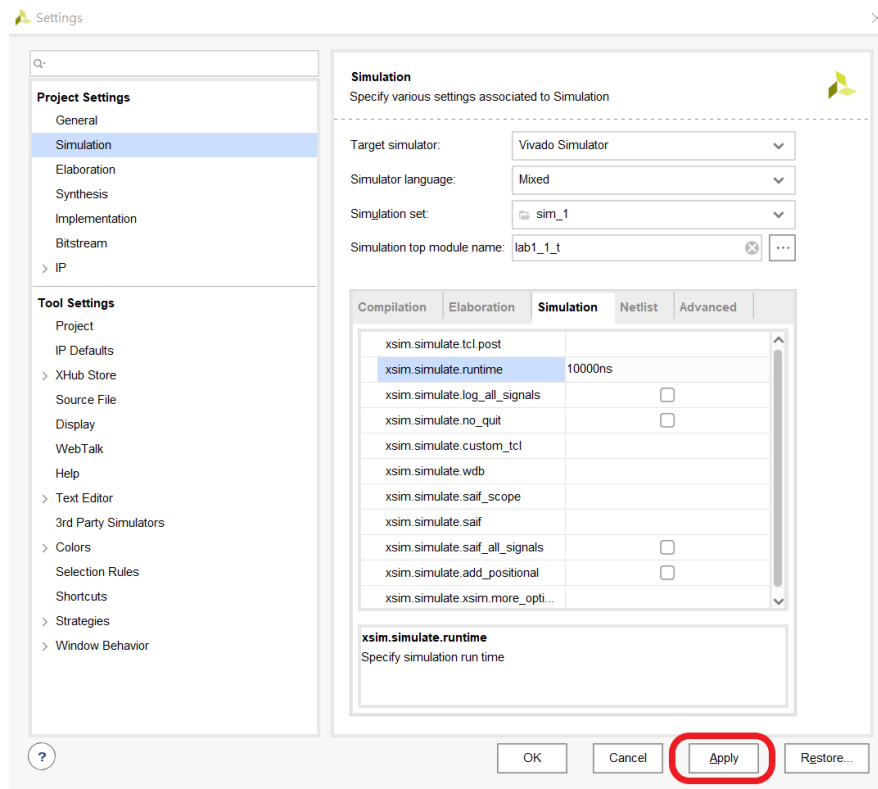 Settings
Project Settings
General
Simulation
Elaboration
Synthesis
Implementation
Bitstream
IP
Tool Settings
Project
IP Defaults
XHub Store
Source File
Display
WebTalk
Help
Text Editor
3rd Party Simulators
Colors
Selection Rules
Shortcuts
Strategies
Window Behavior
Simulation
Specify various settings associated to Simulation
Target simulator: Vivado Simulator
Simulator language: Mixed
Simulation set: sim_1
Simulation top module name: lab1_1_t ...
Compilation Elaboration Simulation Netlist Advanced
xsim.simulate.tcl.post
xsim.simulate.runtime 10000ns
xsim.simulate.log_all_signals
xsim.simulate.no_quit
xsim.simulate.custom_tcl
xsim.simulate.wdb
xsim.simulate.saif_scope
xsim.simulate.saif
xsim.simulate.saif_all_signals
xsim.simulate.add_positional
xsim.simulate.xsim.more_opti...
xsim.simulate.runtime
Specify simulation run time
? OK Cancel Apply Restore...